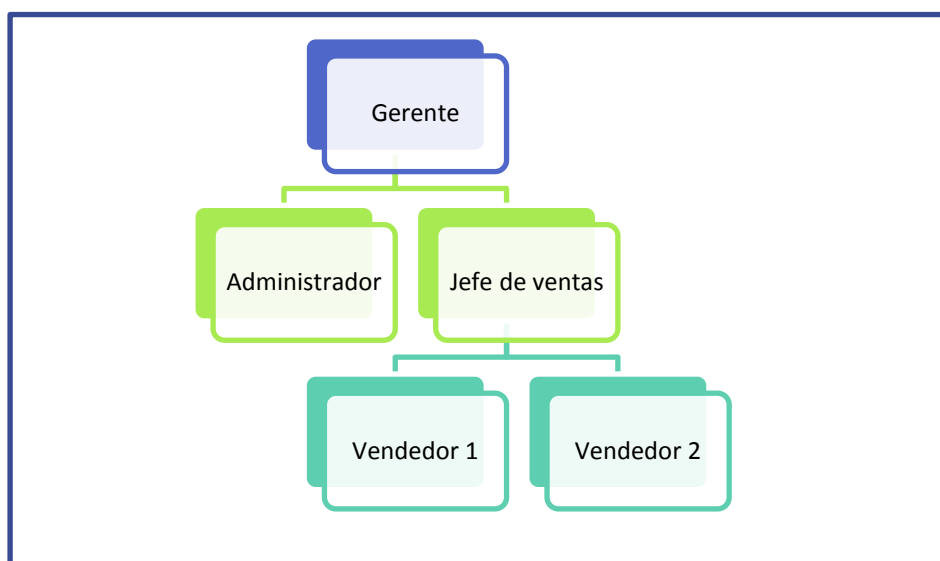 Gerente
Administrador
Jefe de ventas
Vendedor 1
Vendedor 2